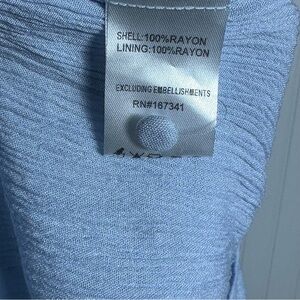 SHELL:100%RAYON
LINING:100%RAYON
EXCLUDING EMBELLISHMENTS
RN#167341